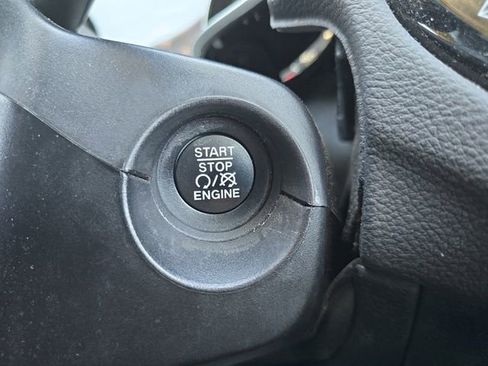 START
STOP
/
ENGINE